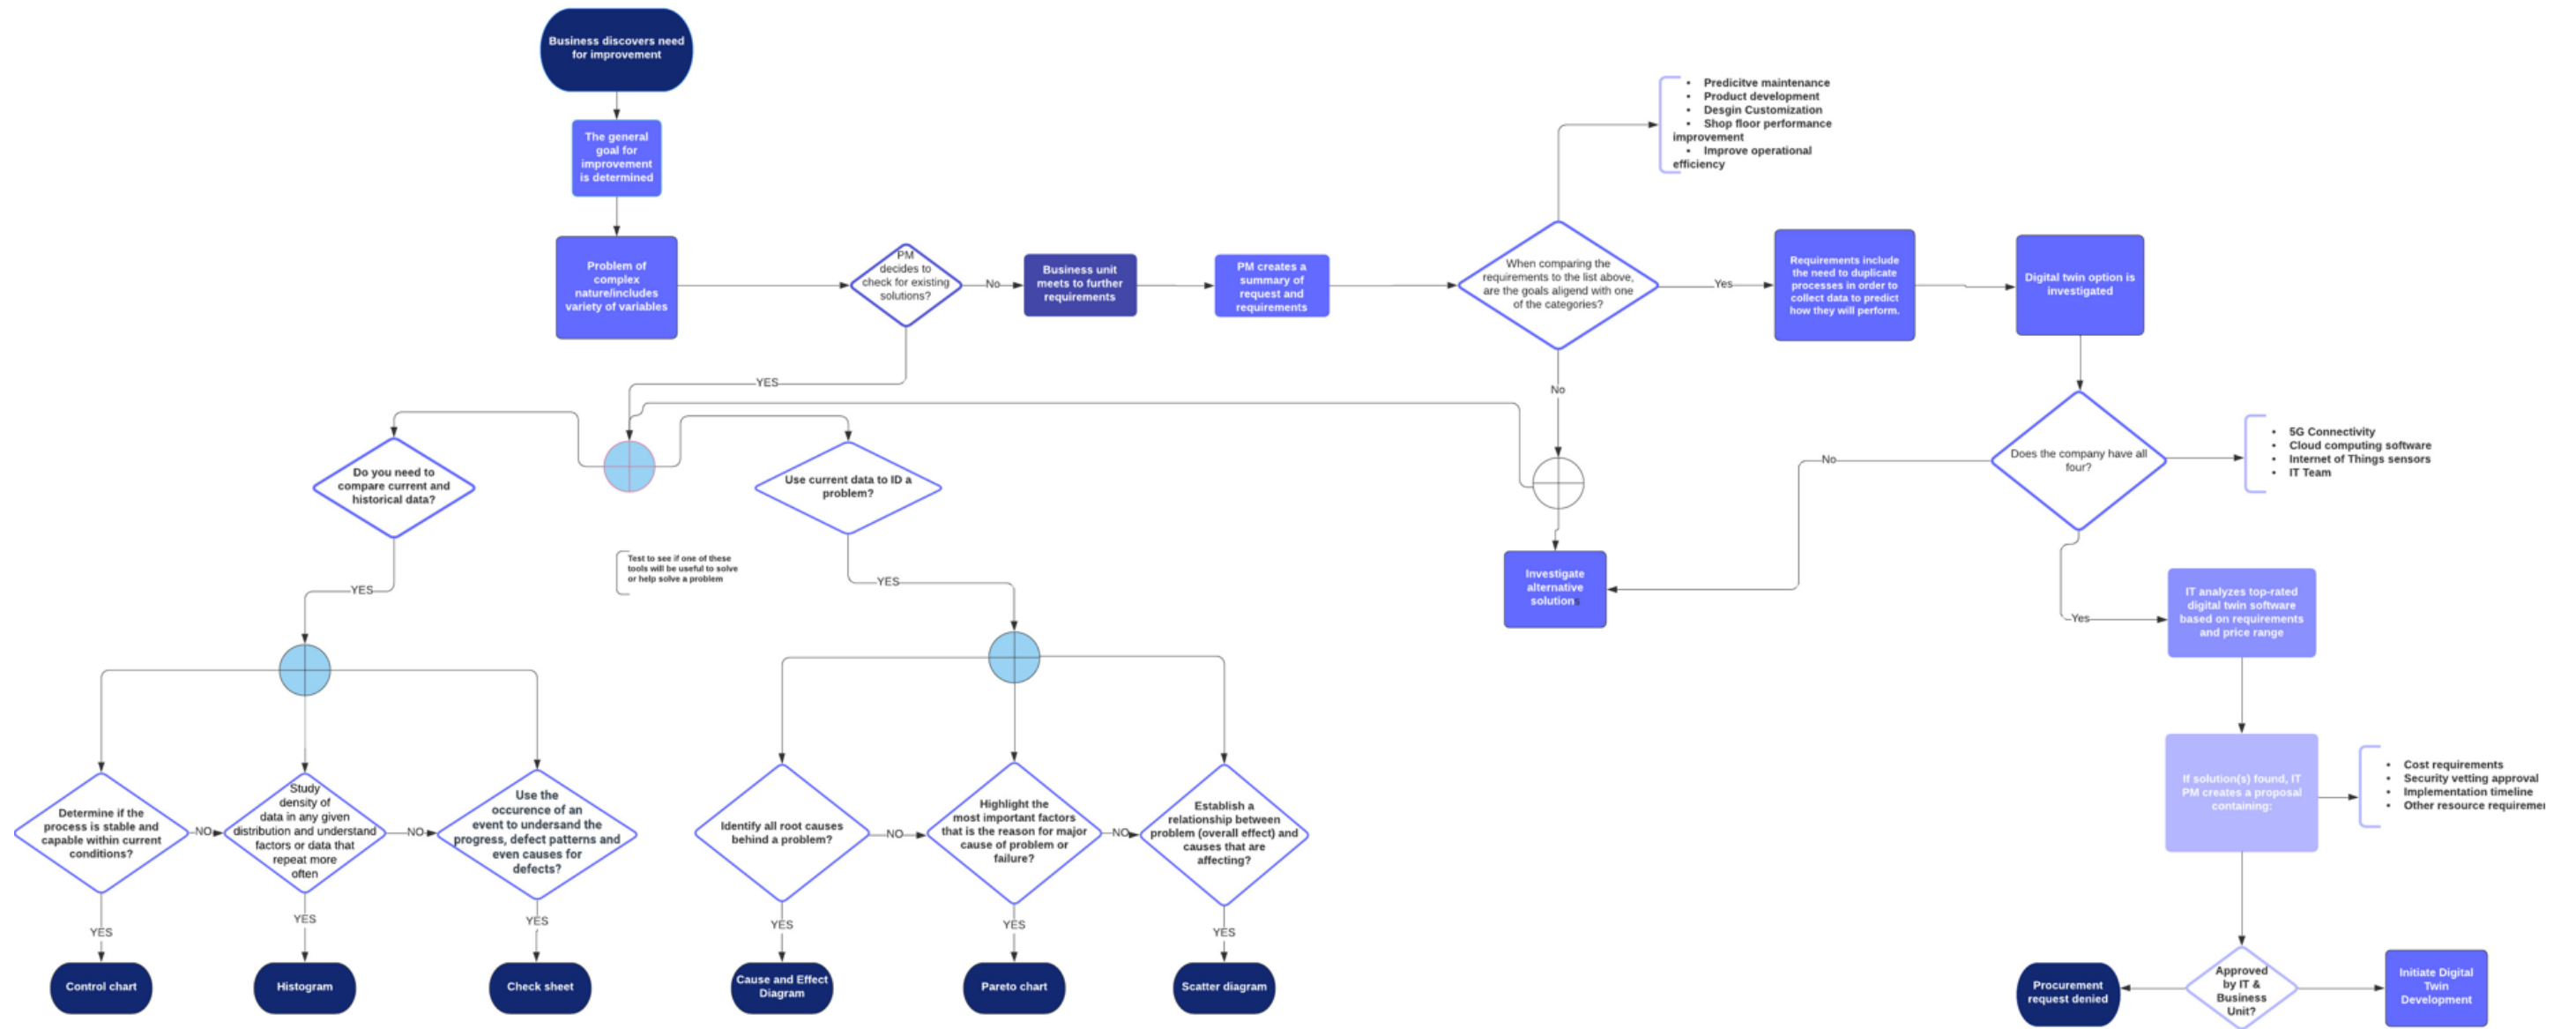 Business discovers need
for improvement
The general
goal for
improvement
is determined
Problem of
complex
nature/includes
variety of variables
PM
decides to
check for existing
solutions?
No
Business unit
meets to further
requirements
PM creates a
summary of
request and
requirements
When comparing the
requirements to the list above,
are the goals aligend with one
of the categories?
• Predicitve maintenance
• Product development
• Desgin Customization
• Shop floor performance
improvement
• Improve operational
efficiency
Yes
Requirements include
the need to duplicate
processes in order to
collect data to predict
how they will perform.
Digital twin option is
investigated
YES
No
Do you need to
compare current and
historical data?
Use current data to ID a
problem?
Does the company have all
four?
• 5G Connectivity
• Cloud computing software
• Internet of Things sensors
• IT Team
No
Test to see if one of these
tools will be useful to solve
or help solve a problem
YES
YES
Investigate
alternative
solutions
Yes
IT analyzes top-rated
digital twin software
based on requirements
and price range
If solution(s) found, IT
PM creates a proposal
containing:
• Cost requirements
• Security vetting approval
• Implementation timeline
• Other resource requiremen
Determine if the
process is stable and
capable within current
conditions?
NO
Study
density of
data in any given
distribution and understand
factors or data that
repeat more
often
NO
Use the
occurence of an
event to undersand the
progress, defect patterns and
even causes for
defects?
Identify all root causes
behind a problem?
NO
Highlight the
most important factors
that is the reason for major
cause of problem or
failure?
NO
Establish a
relationship between
problem (overall effect) and
causes that are
affecting?
YES
YES
YES
YES
YES
YES
Control chart
Histogram
Check sheet
Cause and Effect
Diagram
Pareto chart
Scatter diagram
Procurement
request denied
Approved
by IT &
Business
Unit?
Initiate Digital
Twin
Development